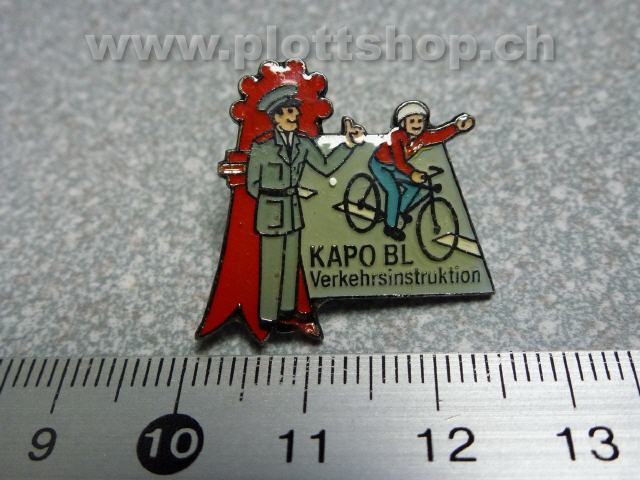 www.plottshop.ch
KAPO BL
Verkehrsinstruktion
9 10 11 12 13